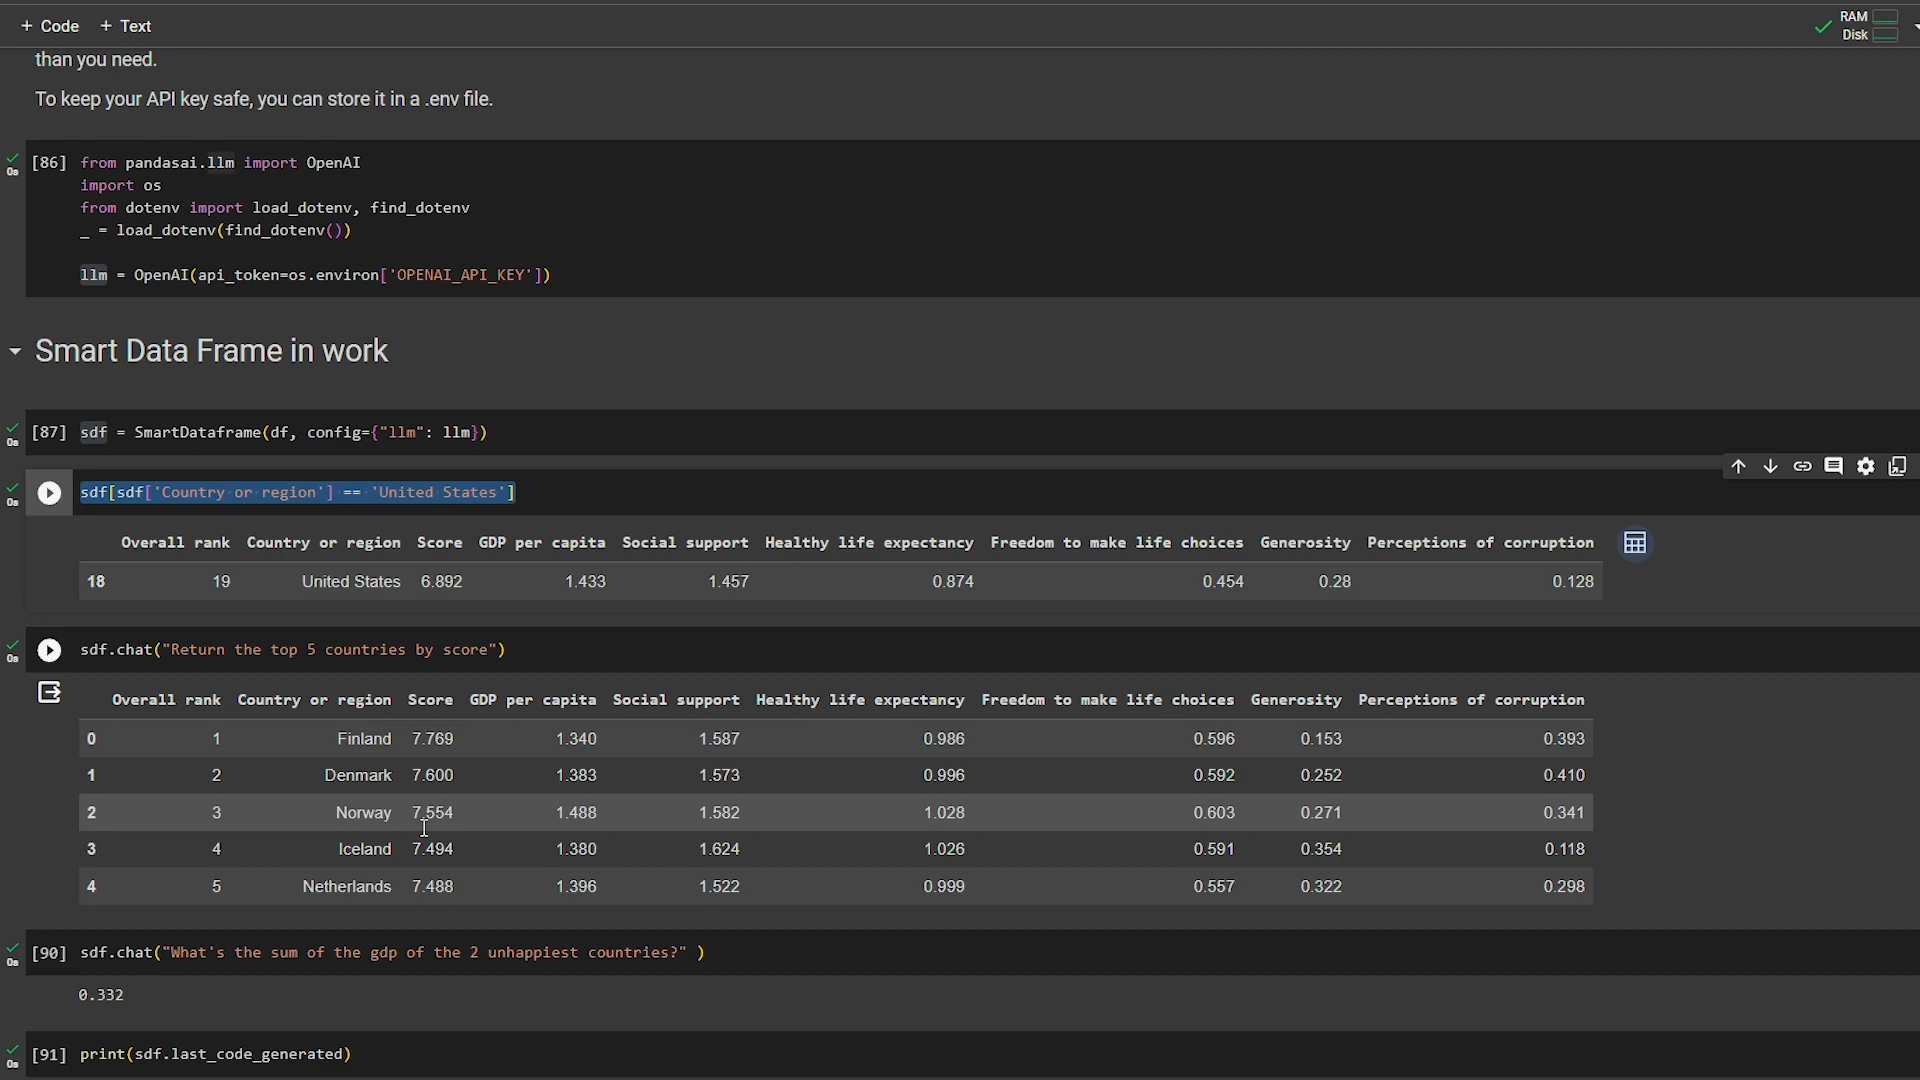 + Code + Text
RAM
Disk
than you need.
To keep your API key safe, you can store it in a .env file.
0s [86] from pandasai.llm import OpenAI
import os
from dotenv import load_dotenv, find_dotenv
_ = load_dotenv(find_dotenv())
llm = OpenAI(api_token=os.environ['OPENAI_API_KEY'])
Smart Data Frame in work
0s [87] sdf = SmartDataframe(df, config={"llm": llm})
0s sdf[sdf['Country or region'] == 'United States']
Overall rank Country or region Score GDP per capita Social support Healthy life expectancy Freedom to make life choices Generosity Perceptions of corruption
18 19 United States 6.892 1.433 1.457 0.874 0.454 0.28 0.128
0s sdf.chat("Return the top 5 countries by score")
Overall rank Country or region Score GDP per capita Social support Healthy life expectancy Freedom to make life choices Generosity Perceptions of corruption
0 1 Finland 7.769 1.340 1.587 0.986 0.596 0.153 0.393
1 2 Denmark 7.600 1.383 1.573 0.996 0.592 0.252 0.410
2 3 Norway 7.554 1.488 1.582 1.028 0.603 0.271 0.341
3 4 Iceland 7.494 1.380 1.624 1.026 0.591 0.354 0.118
4 5 Netherlands 7.488 1.396 1.522 0.999 0.557 0.322 0.298
0s [90] sdf.chat("What's the sum of the gdp of the 2 unhappiest countries?" )
0.332
0s [91] print(sdf.last_code_generated)